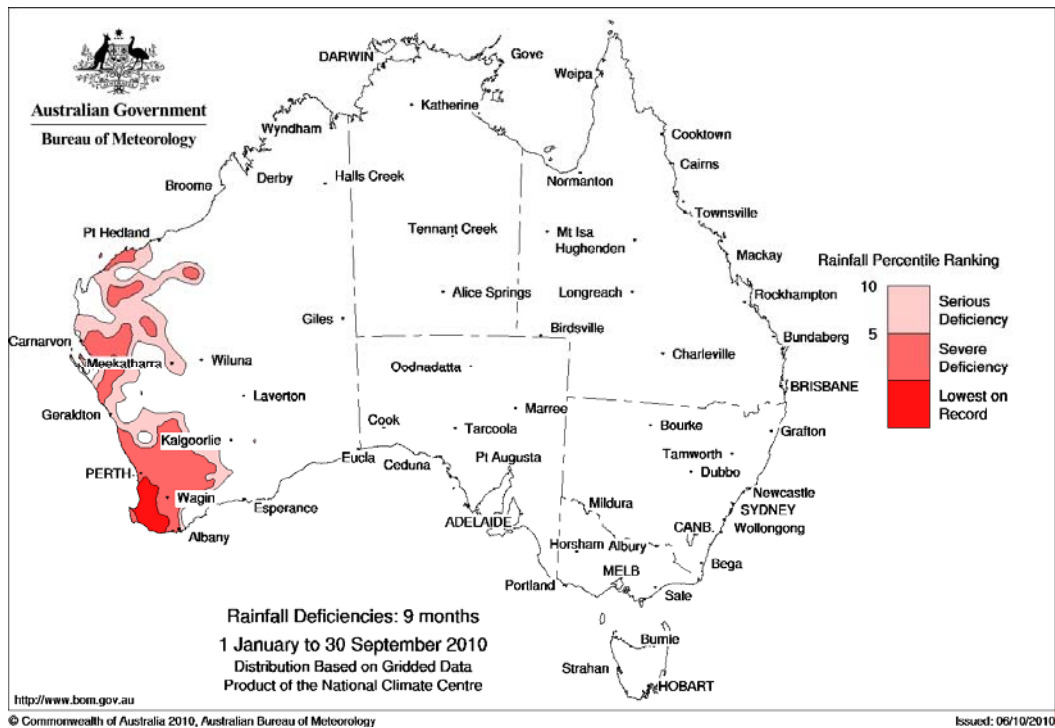 Australian Government
Bureau of Meteorology
DARWIN
Gove
Weipa
Katherine
Wyndham
Cooktown
Cairns
Derby
Halls Creek
Broome
Normanton
Townsville
Pt Hedland
Tennant Creek
Mt Isa
Hughenden
Mackay
Rainfall Percentile Ranking
10
Serious
Deficiency
5
Severe
Deficiency
Lowest on
Record
Alice Springs
Longreach
Rockhampton
Giles
Birdsville
Bundaberg
Carnarvon
Meekatharra
Wiluna
Oodnadatta
Charleville
BRISBANE
Laverton
Geraldton
Marree
Cook
Tarcoola
Bourke
Grafton
Kalgoorlie
Tamworth
Dubbo
Eucla
Ceduna
Pt Augusta
PERTH
Wagin
Newcastle
SYDNEY
Wollongong
Esperance
Mildura
ADELAIDE
CANB.
Albany
Horsham
Albury
Bega
MELB
Portland
Sale
Rainfall Deficiencies: 9 months
1 January to 30 September 2010
Distribution Based on Gridded Data
Product of the National Climate Centre
Burnie
Strahan
HOBART
http://www.bom.gov.au
© Commonwealth of Australia 2010, Australian Bureau of Meteorology
Issued: 06/10/2010